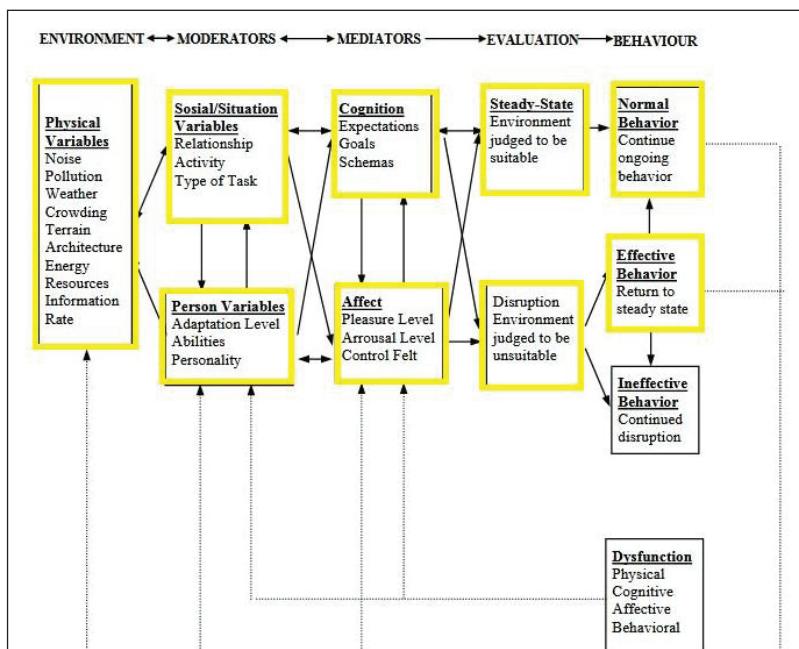 ENVIRONMENT MODERATORS MEDIATORS EVALUATION BEHAVIOUR
Physical
Variables
Noise
Pollution
Weather
Crowding
Terrain
Architecture
Energy
Resources
Information
Rate
Sosial/Situation
Variables
Relationship
Activity
Type of Task
Person Variables
Adaptation Level
Abilities
Personality
Cognition
Expectations
Goals
Schemas
Affect
Pleasure Level
Arrousal Level
Control Felt
Steady-State
Environment
judged to be
suitable
Disruption
Environment
judged to be
unsuitable
Normal
Behavior
Continue
ongoing
behavior
Effective
Behavior
Return to
steady state
Ineffective
Behavior
Continued
disruption
Dysfunction
Physical
Cognitive
Affective
Behavioral